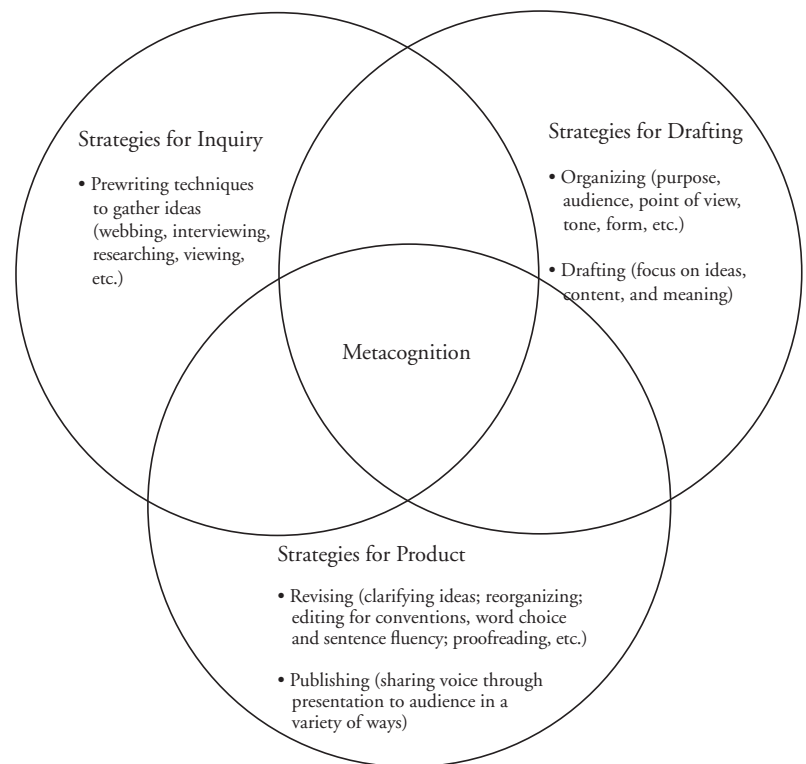 Strategies for Inquiry
• Prewriting techniques
to gather ideas
(webbing, interviewing,
researching, viewing,
etc.)
Strategies for Drafting
• Organizing (purpose,
audience, point of view,
tone, form, etc.)
• Drafting (focus on ideas,
content, and meaning)
Metacognition
Strategies for Product
• Revising (clarifying ideas; reorganizing;
editing for conventions, word choice
and sentence fluency; proofreading, etc.)
• Publishing (sharing voice through
presentation to audience in a
variety of ways)